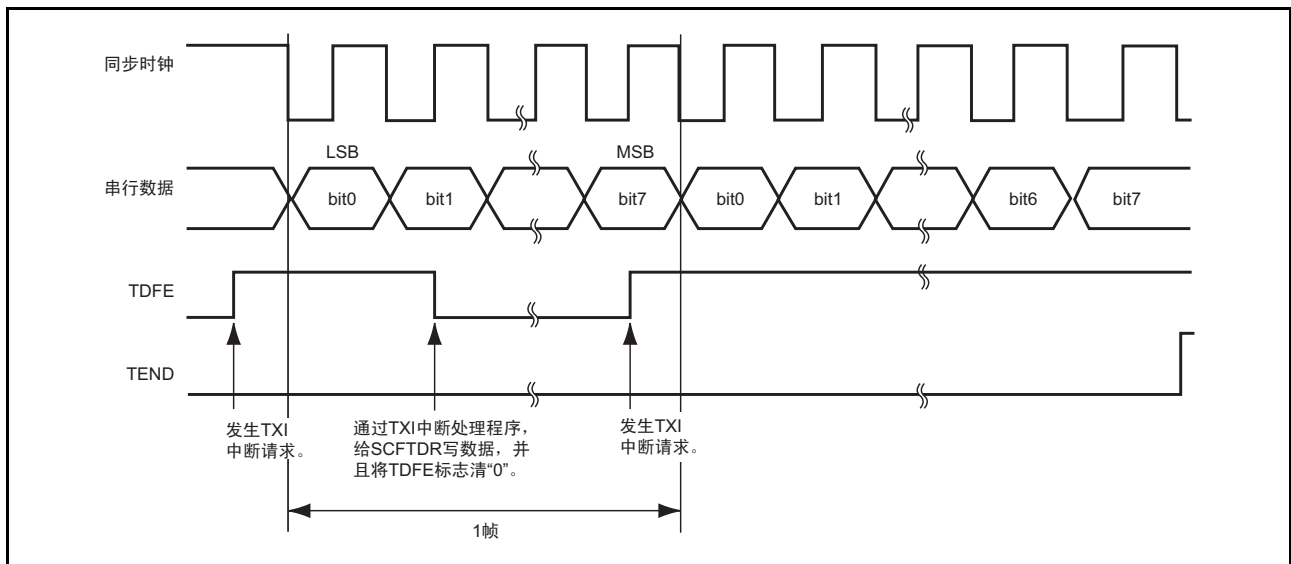 同步时钟
LSB
MSB
串行数据
bit0
bit1
bit7
bit0
bit1
bit6
bit7
TDFE
TEND
发生TXI
中断请求。
通过TXI中断处理程序，
给SCFTDR写数据，并
且将TDFE标志清“0”。
发生TXI
中断请求。
1帧